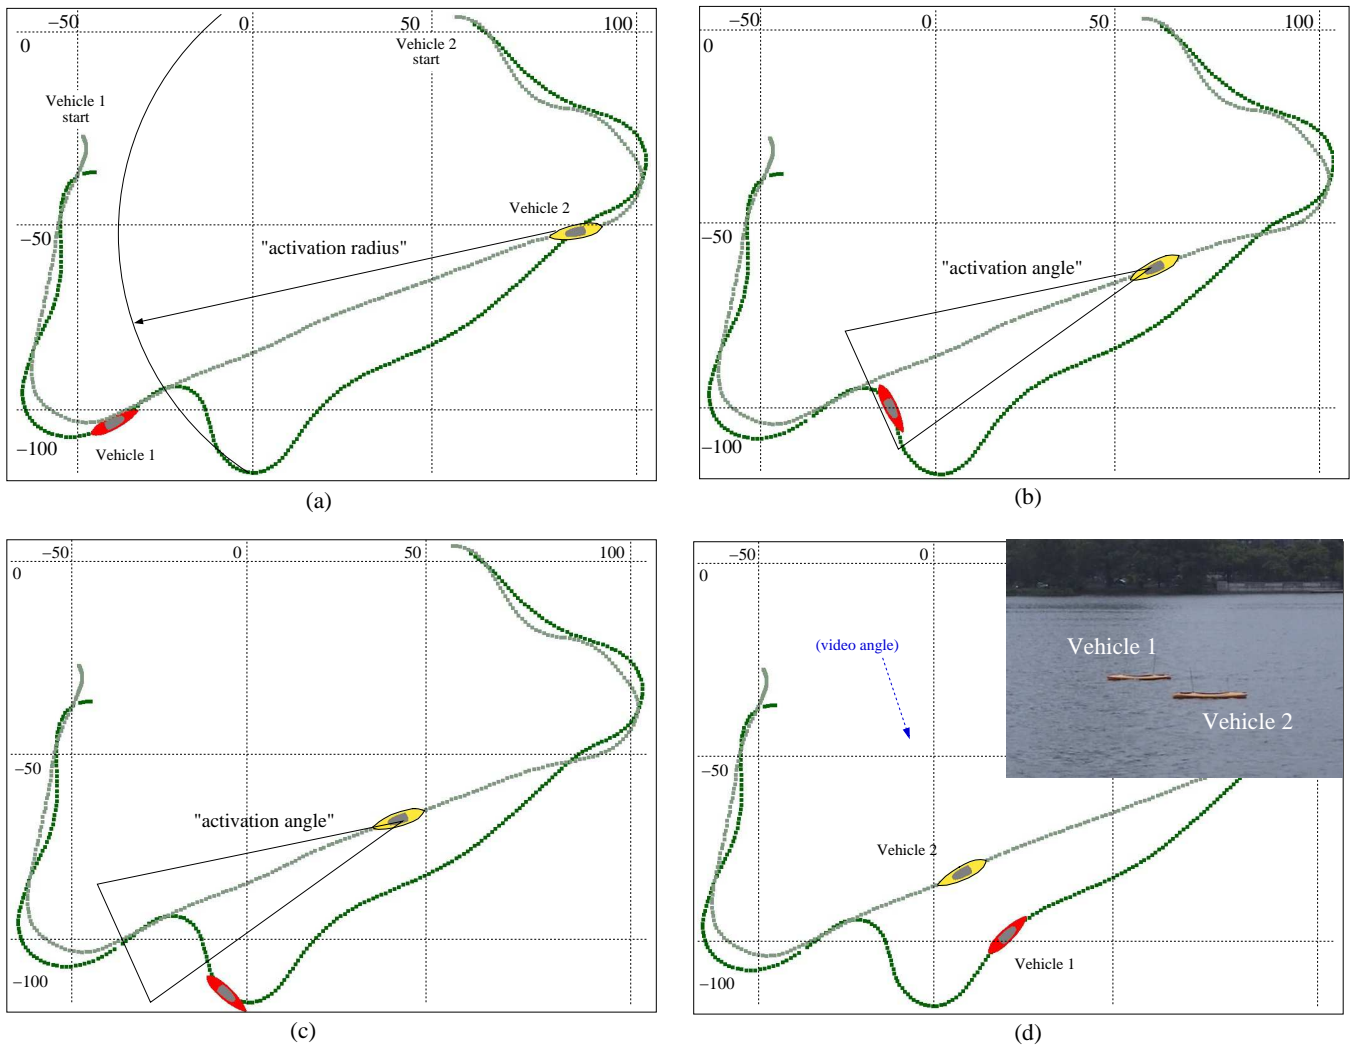 −50 0 50 100
0
Vehicle 2
start
Vehicle 1
start
Vehicle 2
−50
"activation radius"
−100
Vehicle 1
(a)
−50 0 50 100
0
−50
"activation angle"
−100
(b)
−50 0 50 100
0
−50
"activation angle"
−100
(c)
−50 0
0
(video angle)
Vehicle 1
Vehicle 2
−50
Vehicle 2
Vehicle 1
−100
(d)